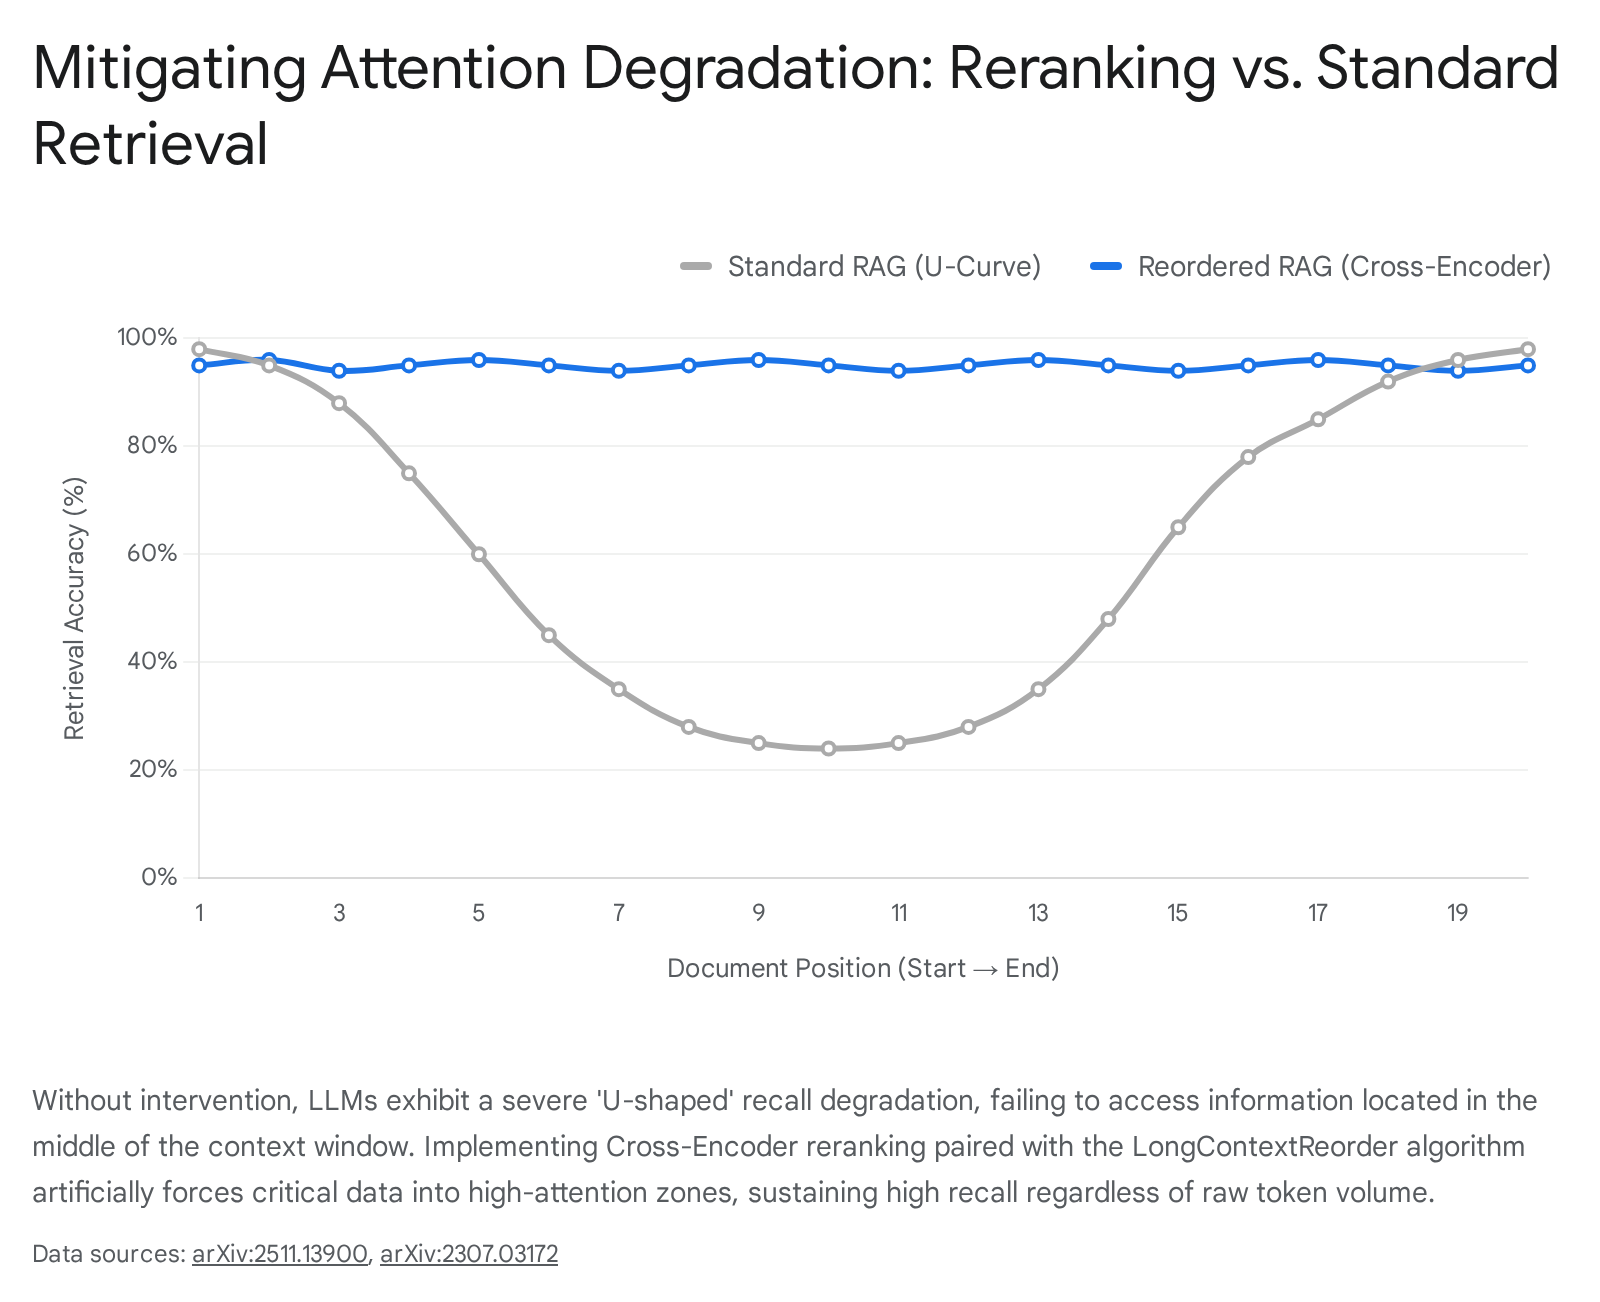 Mitigating Attention Degradation: Reranking vs. Standard
Retrieval
Standard RAG (U-Curve)
Reordered RAG (Cross-Encoder)
100%
80%
60%
40%
20%
0%
Retrieval Accuracy (%)
1 3 5 7 9 11 13 15 17 19
Document Position (Start → End)
Without intervention, LLMs exhibit a severe 'U-shaped' recall degradation, failing to access information located in the
middle of the context window. Implementing Cross-Encoder reranking paired with the LongContextReorder algorithm
artificially forces critical data into high-attention zones, sustaining high recall regardless of raw token volume.
Data sources: arXiv:2511.13900, arXiv:2307.03172